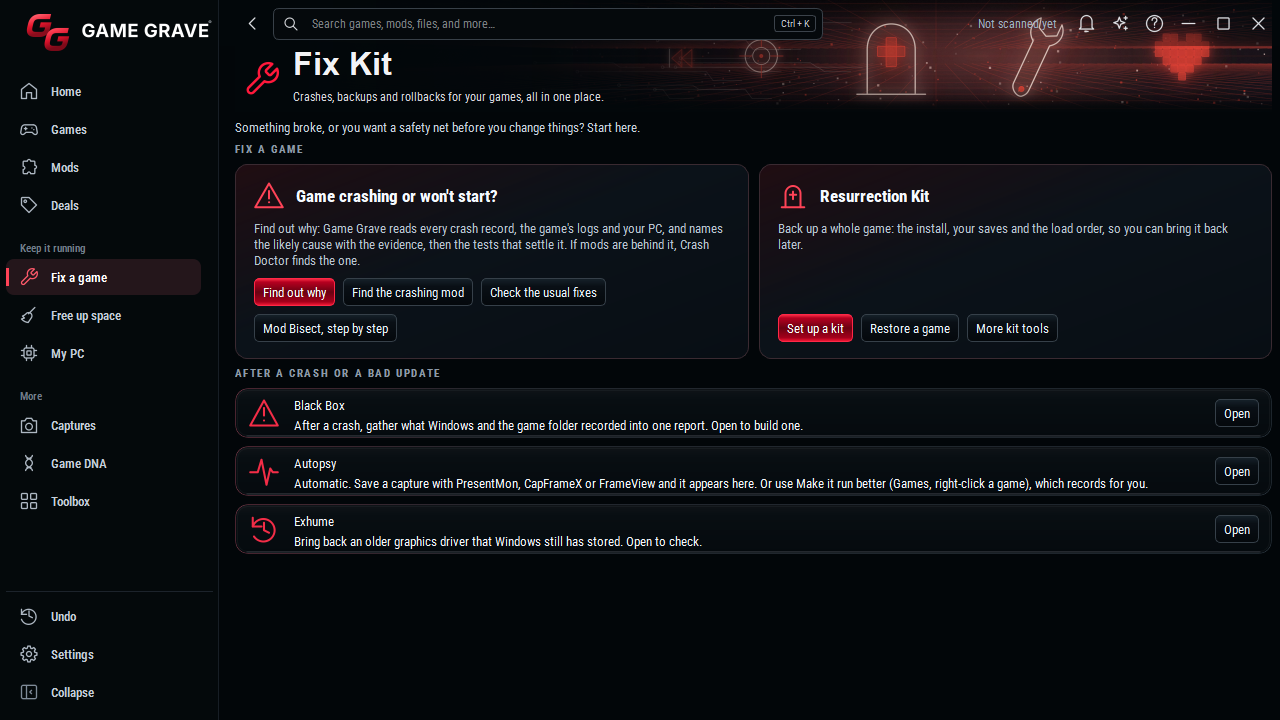 GAME GRAVE
Search games, mods, files, and more...
Ctrl + K
Not scanned yet
Fix Kit
Crashes, backups and rollbacks for your games, all in one place.
Home
Games
Mods
Deals
Keep it running
Fix a game
Free up space
My PC
More
Captures
Game DNA
Toolbox
Undo
Settings
Collapse
Something broke, or you want a safety net before you change things? Start here.
FIX A GAME
Game crashing or won't start?
Find out why: Game Grave reads every crash record, the game's logs and your PC, and names
the likely cause with the evidence, then the tests that settle it. If mods are behind it, Crash
Doctor finds the one.
Find out why
Find the crashing mod
Check the usual fixes
Mod Bisect, step by step
Resurrection Kit
Back up a whole game: the install, your saves and the load order, so you can bring it back
later.
Set up a kit
Restore a game
More kit tools
AFTER A CRASH OR A BAD UPDATE
Black Box
After a crash, gather what Windows and the game folder recorded into one report. Open to build one.
Open
Autopsy
Automatic. Save a capture with PresentMon, CapFrameX or FrameView and it appears here. Or use Make it run better (Games, right-click a game), which records for you.
Open
Exhume
Bring back an older graphics driver that Windows still has stored. Open to check.
Open